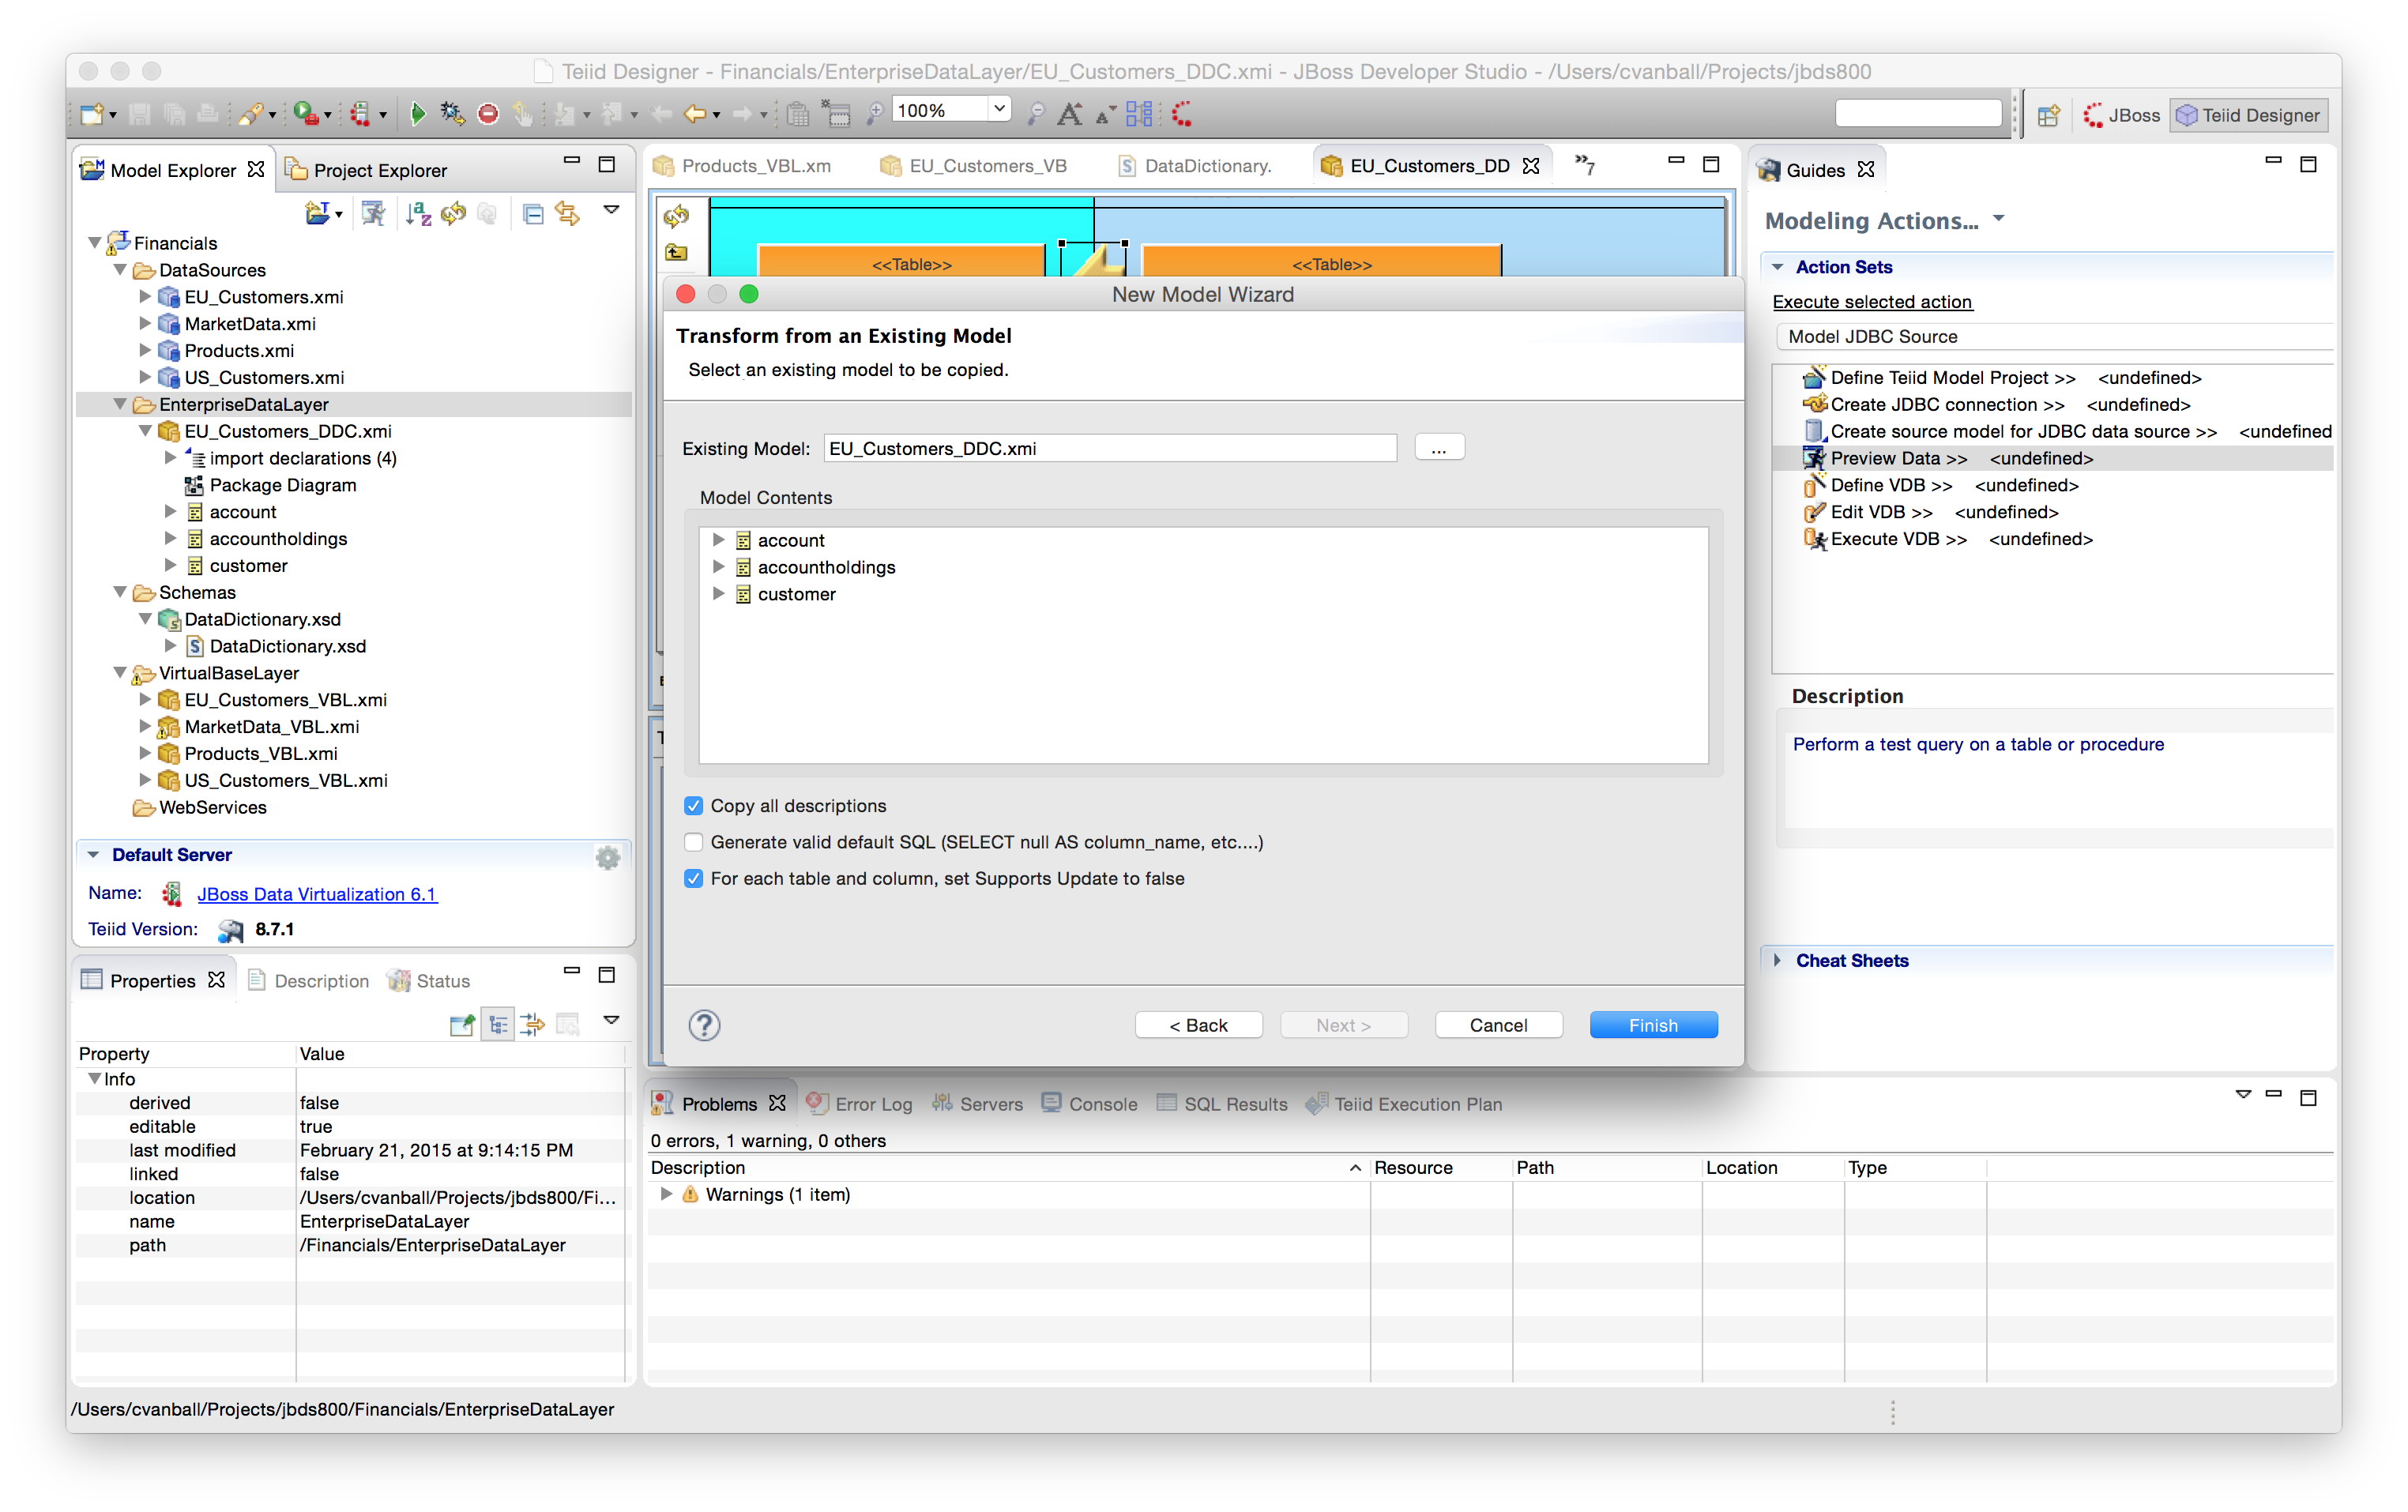 Teiid Designer - Financials/EnterpriseDataLayer/EU_Customers_DDC.xmi - JBoss Developer Studio - /Users/cvanball/Projects/jbds800
100%
JBoss
Teiid Designer
Model Explorer
Project Explorer
Financials
DataSources
EU_Customers.xmi
MarketData.xmi
Products.xmi
US_Customers.xmi
EnterpriseDataLayer
EU_Customers_DDC.xmi
import declarations (4)
Package Diagram
account
accountholdings
customer
Schemas
DataDictionary.xsd
DataDictionary.xsd
VirtualBaseLayer
EU_Customers_VBL.xmi
MarketData_VBL.xmi
Products_VBL.xmi
US_Customers_VBL.xmi
WebServices
Default Server
Name: JBoss Data Virtualization 6.1
Teiid Version: 8.7.1
Properties
Description
Status
Property Value
Info
derived false
editable true
last modified February 21, 2015 at 9:14:15 PM
linked false
location /Users/cvanball/Projects/jbds800/Fi...
name EnterpriseDataLayer
path /Financials/EnterpriseDataLayer
Products_VBL.xm
EU_Customers_VB
DataDictionary.
EU_Customers_DD
»7
<<Table>>
<<Table>>
New Model Wizard
Transform from an Existing Model
Select an existing model to be copied.
Existing Model: EU_Customers_DDC.xmi ...
Model Contents
account
accountholdings
customer
Copy all descriptions
Generate valid default SQL (SELECT null AS column_name, etc....)
For each table and column, set Supports Update to false
?
< Back
Next >
Cancel
Finish
Guides
Modeling Actions...
Action Sets
Execute selected action
Model JDBC Source
Define Teiid Model Project >> <undefined>
Create JDBC connection >> <undefined>
Create source model for JDBC data source >> <undefined
Preview Data >> <undefined>
Define VDB >> <undefined>
Edit VDB >> <undefined>
Execute VDB >> <undefined>
Description
Perform a test query on a table or procedure
Cheat Sheets
Problems
Error Log
Servers
Console
SQL Results
Teiid Execution Plan
0 errors, 1 warning, 0 others
Description Resource Path Location Type
Warnings (1 item)
/Users/cvanball/Projects/jbds800/Financials/EnterpriseDataLayer